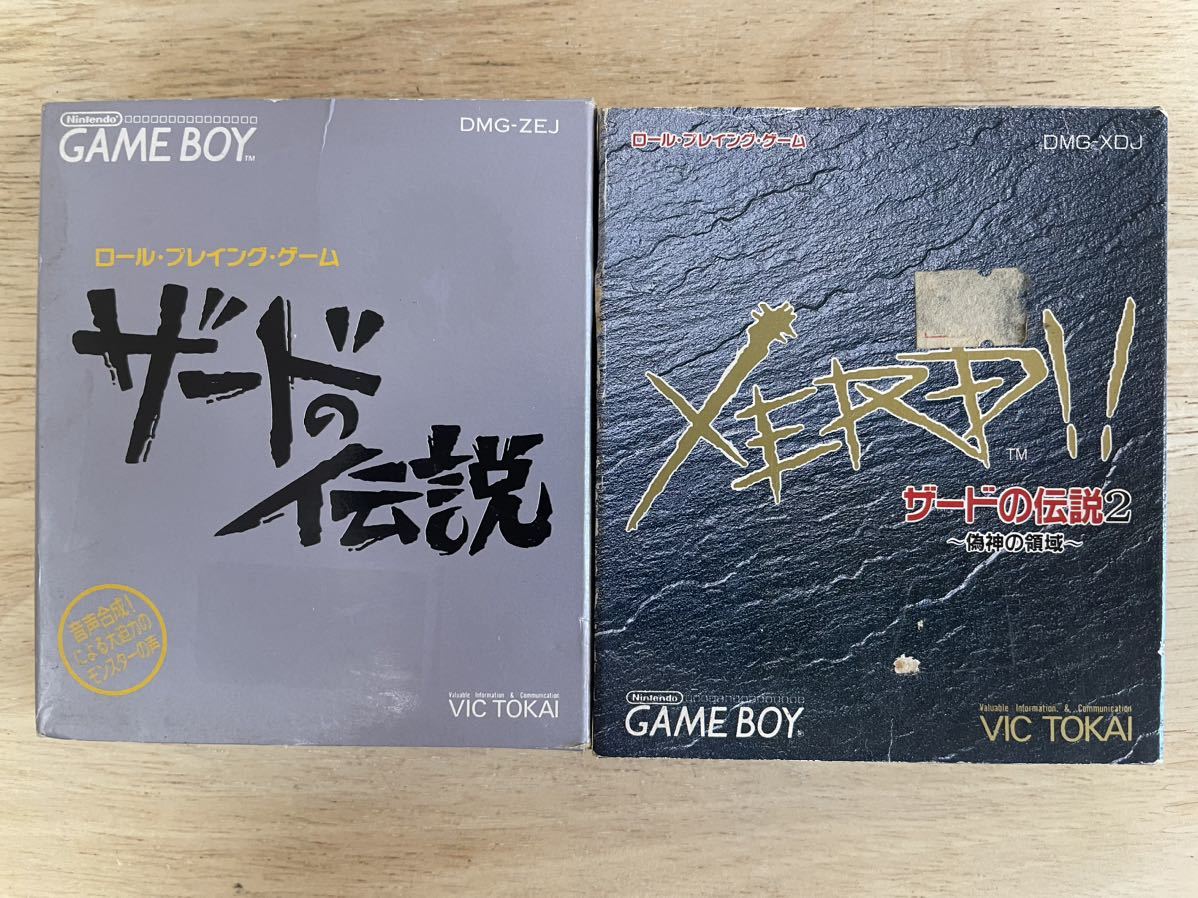 Nintendo
GAME BOY™
DMG-ZEJ
ロール・プレイング・ゲーム
ザードの
伝説
音声合成!
による大迫力の
モンスターの声
Valuable Information & Communication
VIC TOKAI
ロール・プレイング・ゲーム
DMG-XDJ
XERD!!
TM
ザードの伝説2
〜偽神の領域〜
Nintendo
GAME BOY®
Valuable Information & Communication
VIC TOKAI